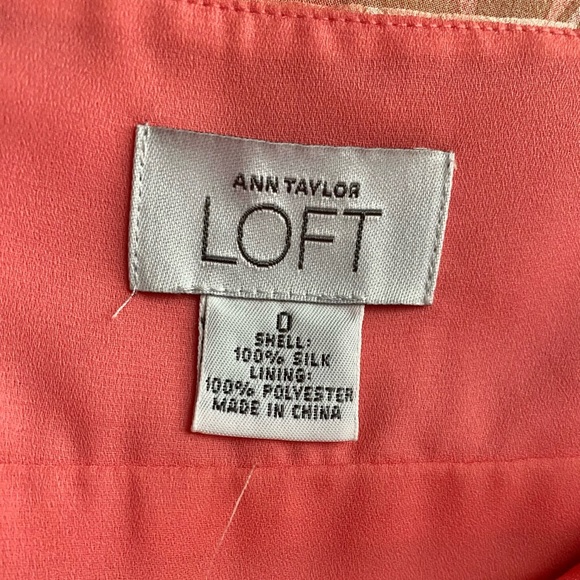 ANN TAYLOR
LOFT
0
SHELL:
100% SILK
LINING:
100% POLYESTER
MADE IN CHINA